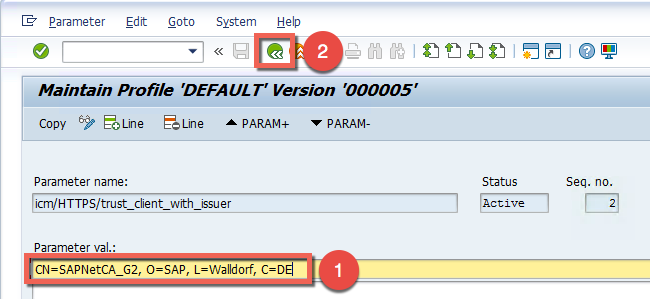 Parameter Edit Goto System Help
2
Maintain Profile 'DEFAULT' Version '000005'
Copy Line Line PARAM+ PARAM-
Parameter name: Status Seq. no.
icm/HTTPS/trust_client_with_issuer Active 2
Parameter val.:
CN=SAPNetCA_G2, O=SAP, L=Walldorf, C=DE 1